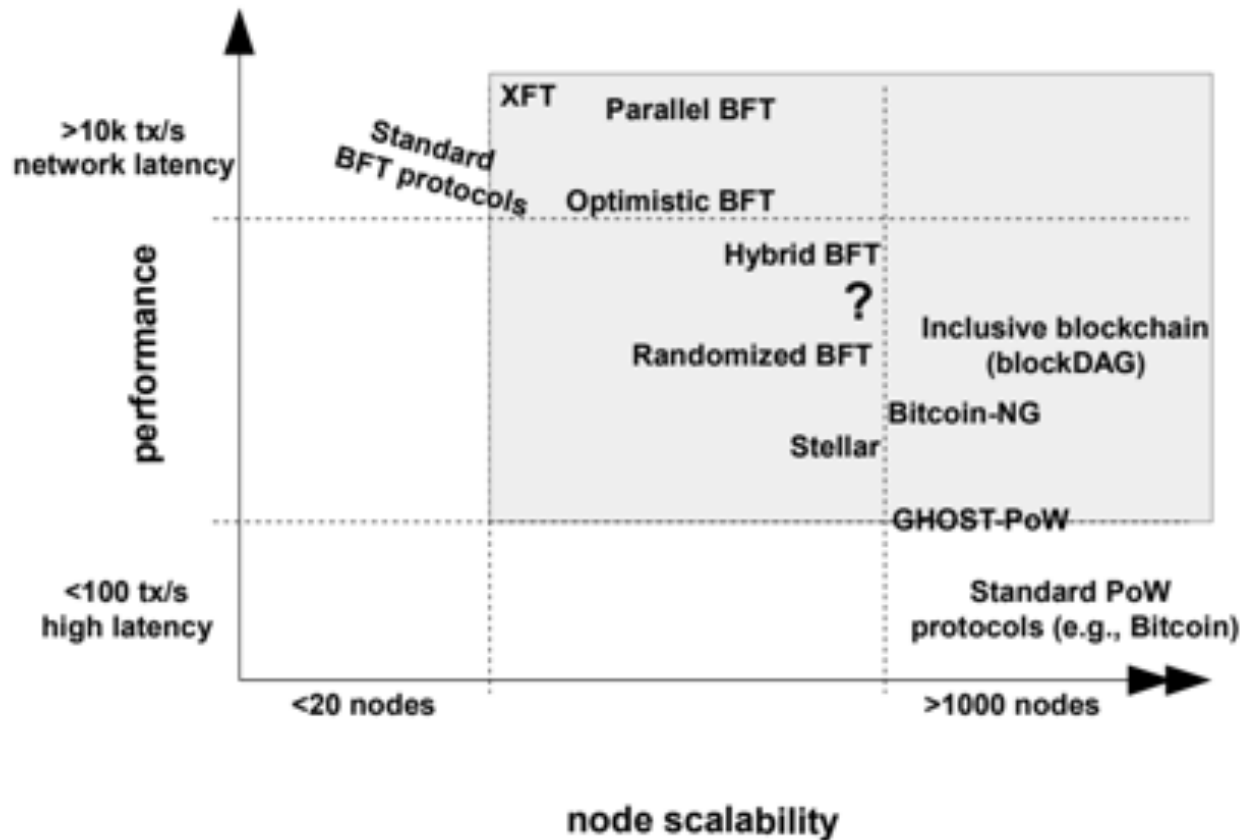 XFT
Parallel BFT
>10k tx/s
network latency
Standard
BFT protocols
Optimistic BFT
Hybrid BFT
?
performance
Inclusive blockchain
(blockDAG)
Randomized BFT
Bitcoin-NG
Stellar
GHOST-PoW
<100 tx/s
high latency
Standard PoW
protocols (e.g., Bitcoin)
<20 nodes
>1000 nodes
node scalability